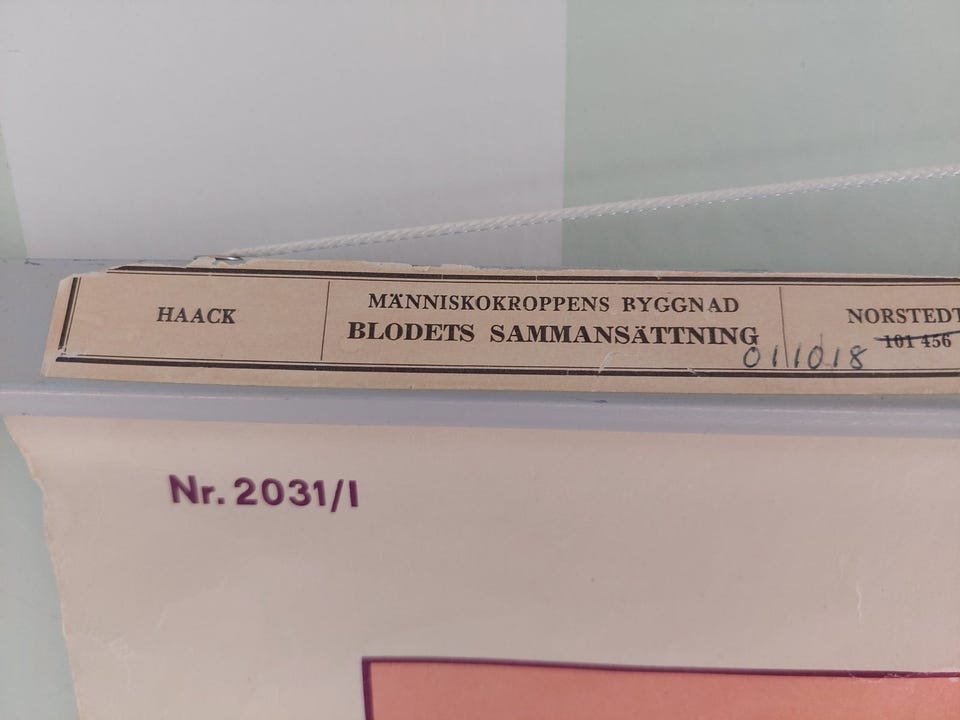 HAACK
MÄNNISKOKROPPENS BYGGNAD
BLODETS SAMMANSÄTTNING
NORSTEDT
101 456
011018
Nr. 2031/I